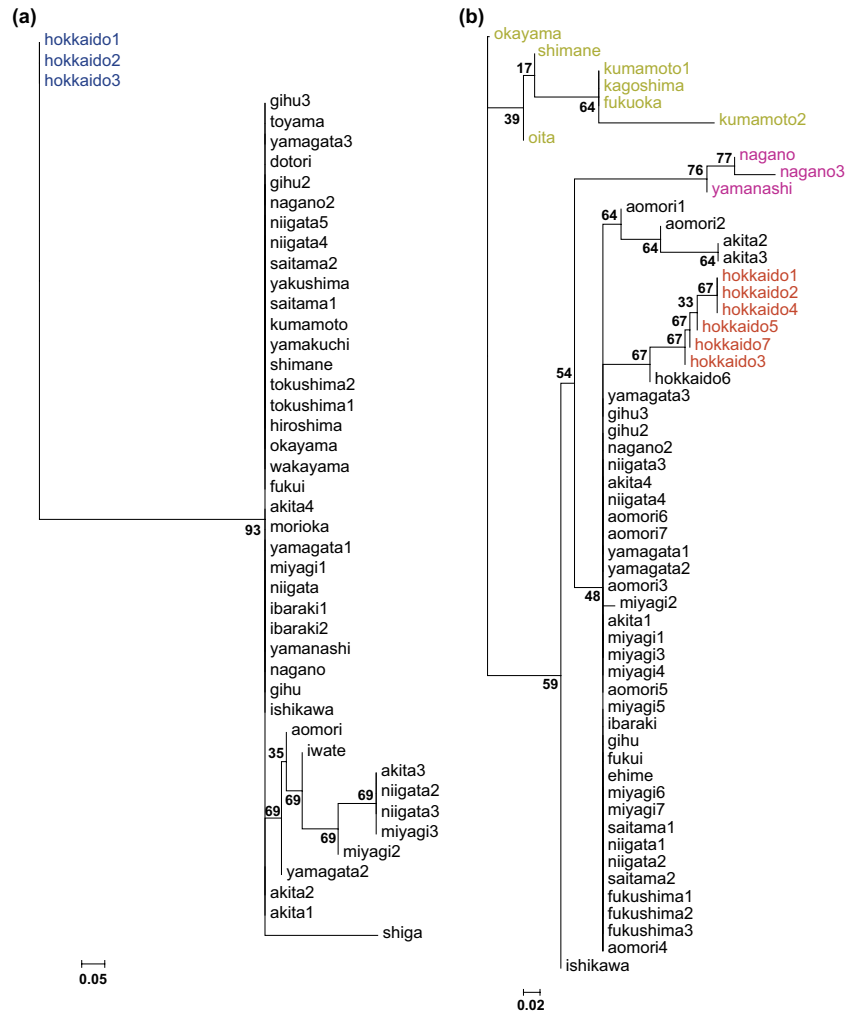 (a)
hokkaido1
hokkaido2
hokkaido3
gihu3
toyama
yamagata3
dotori
gihu2
nagano2
niigata5
niigata4
saitama2
yakushima
saitama1
kumamoto
yamakuchi
shimane
tokushima2
tokushima1
hiroshima
okayama
wakayama
fukui
akita4
93
morioka
yamagata1
miyagi1
niigata
ibaraki1
ibaraki2
yamanashi
nagano
gihu
ishikawa
aomori
35
iwate
akita3
69
niigata2
69
niigata3
69
miyagi3
69
miyagi2
yamagata2
akita2
akita1
shiga
0.05
(b)
okayama
shimane
17
kumamoto1
kagoshima
64
fukuoka
39
kumamoto2
oita
77
nagano
76
nagano3
yamanashi
aomori1
64
aomori2
64
akita2
64
akita3
hokkaido1
67
hokkaido2
33
hokkaido4
67
hokkaido5
67
hokkaido7
67
hokkaido3
54
hokkaido6
yamagata3
gihu3
gihu2
nagano2
niigata3
akita4
niigata4
aomori6
aomori7
yamagata1
yamagata2
aomori3
48
miyagi2
akita1
miyagi1
miyagi3
miyagi4
59
aomori5
miyagi5
ibaraki
gihu
fukui
ehime
miyagi6
miyagi7
saitama1
niigata1
niigata2
saitama2
fukushima1
fukushima2
fukushima3
aomori4
ishikawa
0.02